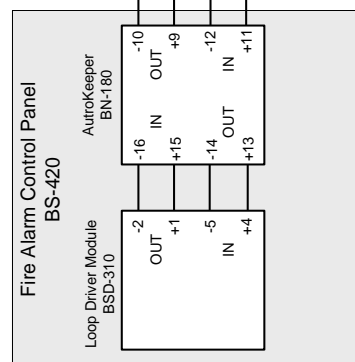 Fire Alarm Control Panel
BS-420
AutroKeeper
BN-180
-10
+9
-12
+11
OUT
IN
IN
OUT
-16
+15
-14
+13
Loop Driver Module
BSD-310
-2
+1
-5
+4
OUT
IN